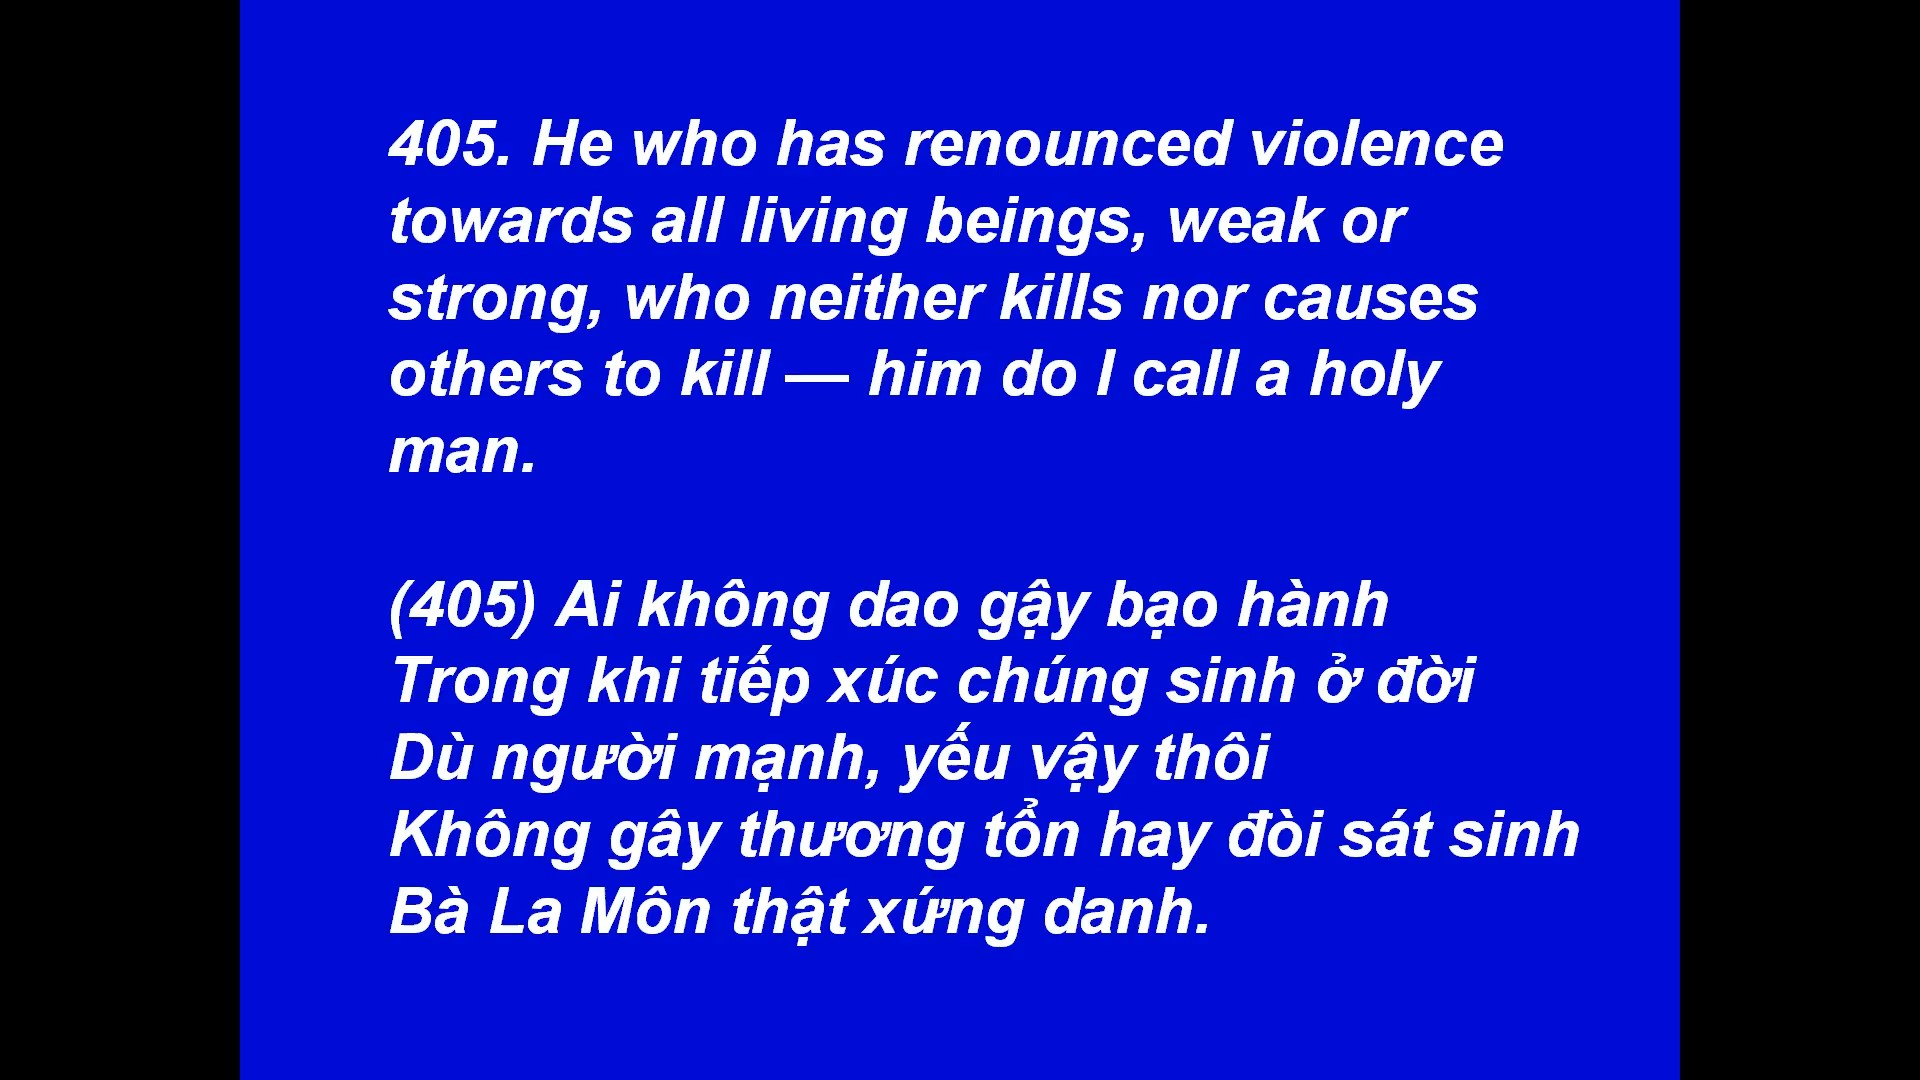 405. He who has renounced violence
towards all living beings, weak or
strong, who neither kills nor causes
others to kill — him do I call a holy
man.
(405) Ai không dao gậy bạo hành
Trong khi tiếp xúc chúng sinh ở đời
Dù người mạnh, yếu vậy thôi
Không gây thương tổn hay đòi sát sinh
Bà La Môn thật xứng danh.